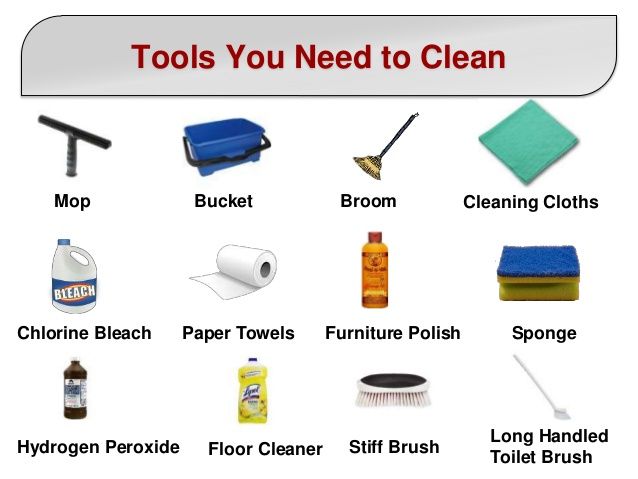 Tools You Need to Clean
Mop
Bucket
Broom
Cleaning Cloths
BLEACH
Chlorine Bleach
Paper Towels
Furniture Polish
Sponge
Lysol
Hydrogen Peroxide
Floor Cleaner
Stiff Brush
Long Handled
Toilet Brush